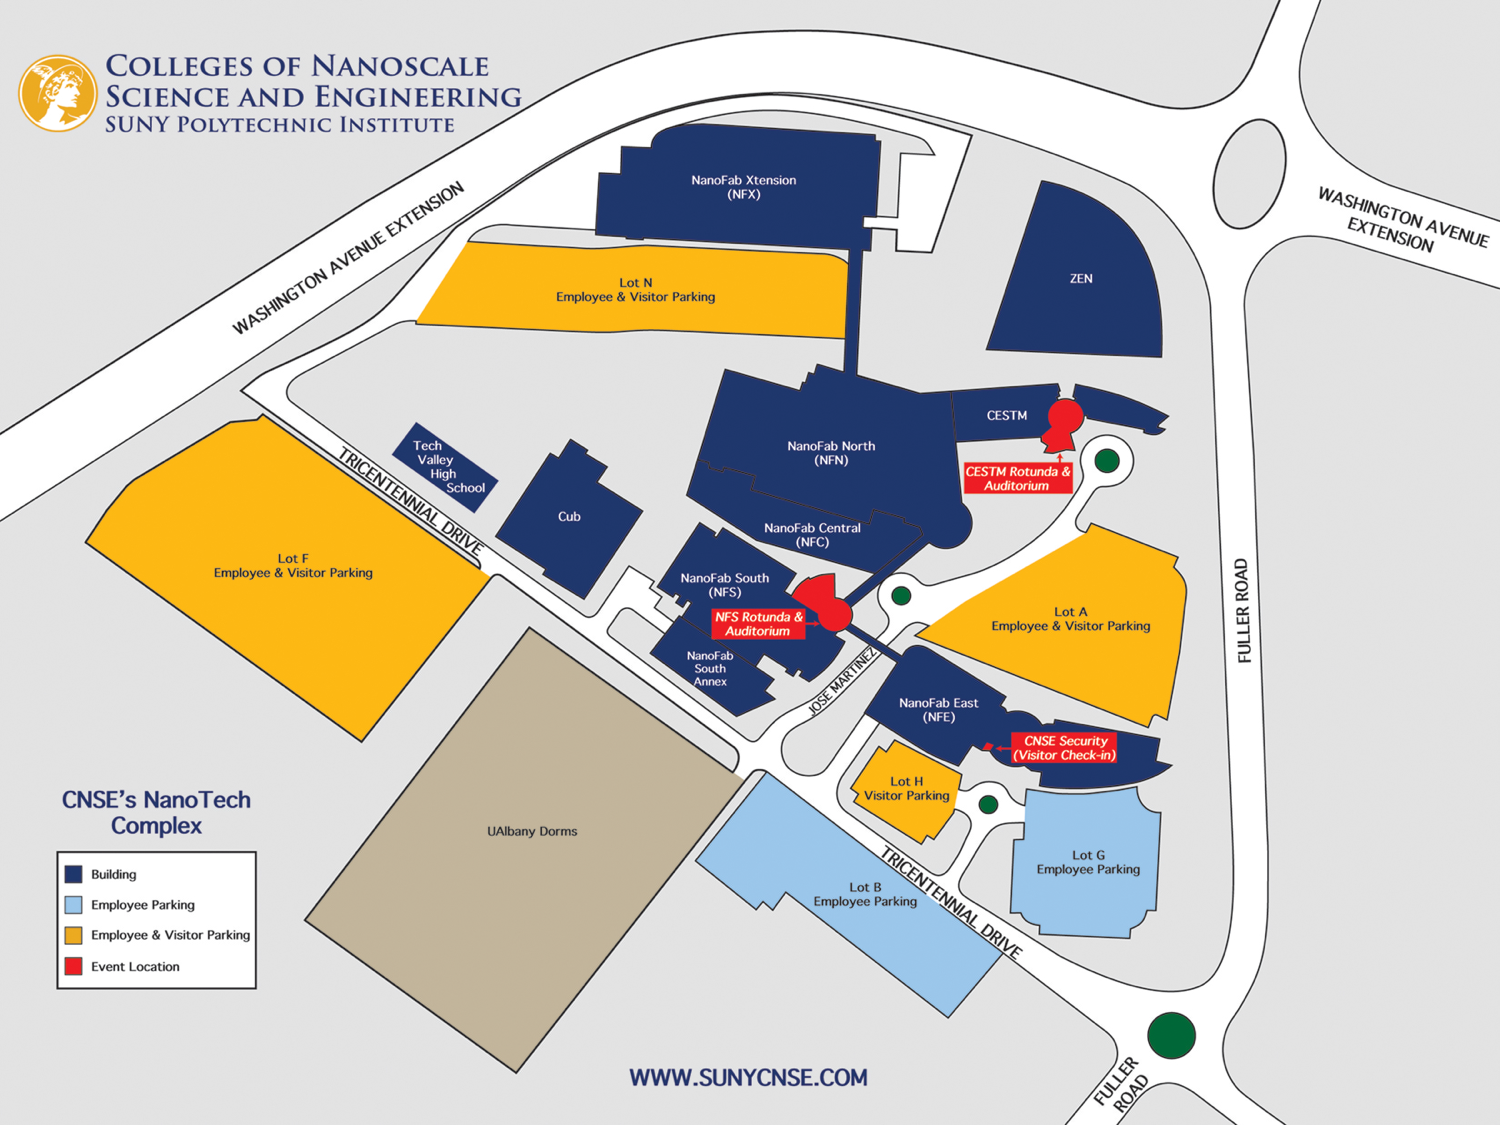 COLLEGES OF NANOSCALE
SCIENCE AND ENGINEERING
SUNY POLYTECHNIC INSTITUTE
WASHINGTON AVENUE EXTENSION
NanoFab Xtension
(NFX)
WASHINGTON AVENUE
EXTENSION
ZEN
Lot N
Employee & Visitor Parking
CESTM
CESTM Rotunda &
Auditorium
NanoFab North
(NFN)
Tech
Valley
High
School
TRICENTENNIAL DRIVE
Cub
NanoFab Central
(NFC)
Lot F
Employee & Visitor Parking
NanoFab South
(NFS)
NFS Rotunda &
Auditorium
NanoFab
South
Annex
Lot A
Employee & Visitor Parking
FULLER ROAD
JOSE MARTINEZ
NanoFab East
(NFE)
CNSE Security
(Visitor Check-in)
Lot H
Visitor Parking
UAlbany Dorms
Lot G
Employee Parking
Lot B
Employee Parking
TRICENTENNIAL DRIVE
CNSE's NanoTech
Complex
Building
Employee Parking
Employee & Visitor Parking
Event Location
WWW.SUNYCNSE.COM
FULLER
ROAD